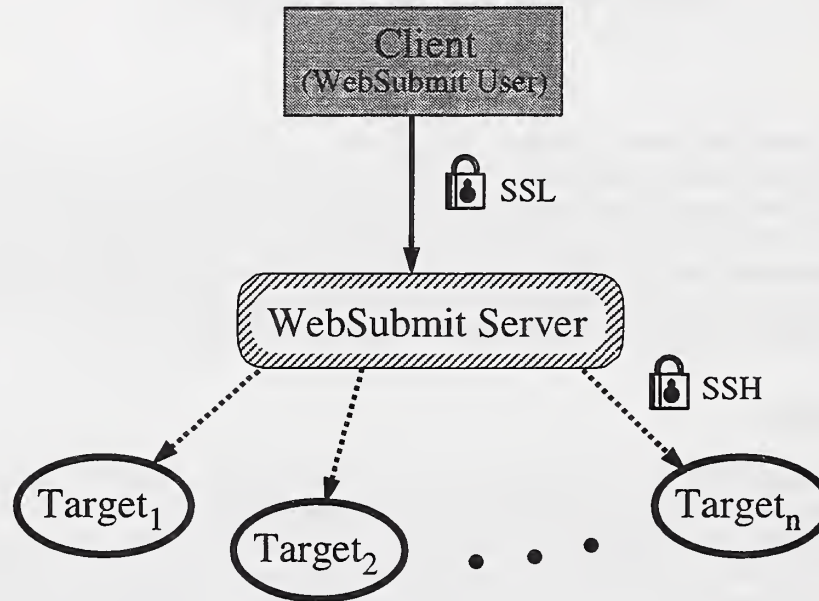 Client
(WebSubmit User)
SSL
WebSubmit Server
SSH
Target1
Target2
Targetn